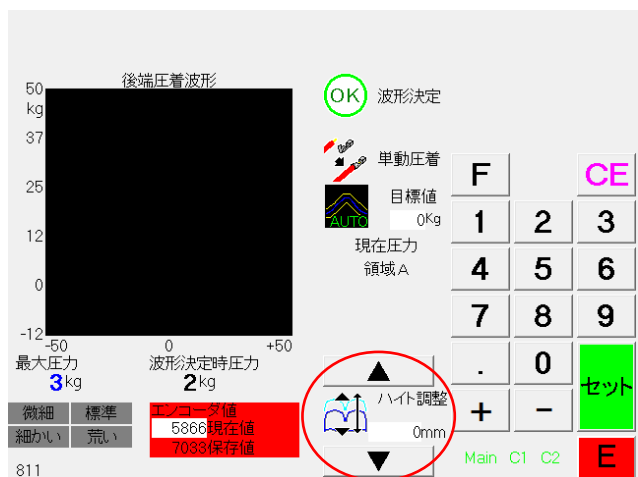 後端圧着波形
50
kg
37
25
12
0
-12
-50 0 +50
最大圧力
3kg
波形決定時圧力
2kg
微細 標準
細かい 荒い
エンコーダ値
5866現在値
7033保存値
811
OK 波形決定
単動圧着
AUTO
目標値
0Kg
現在圧力
領域A
▲
ハイト調整
0mm
▼
F CE
1 2 3
4 5 6
7 8 9
. 0 セット
+ -
Main C1 C2 E